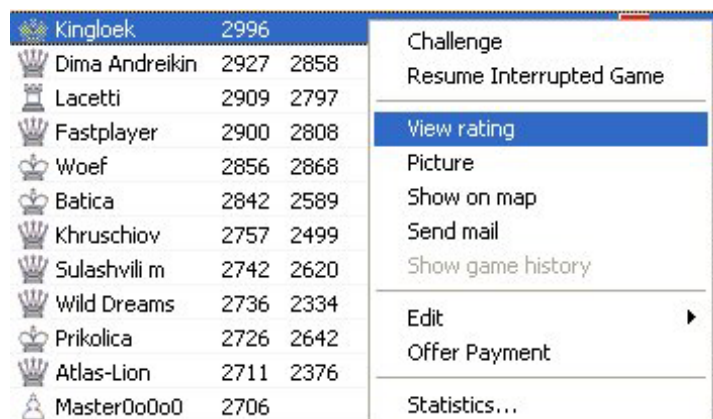 Kingloek 2996
Dima Andreikin 2927 2858
Lacetti 2909 2797
Fastplayer 2900 2808
Woef 2856 2868
Batica 2842 2589
Khruschiov 2757 2499
Sulashvili m 2742 2620
Wild Dreams 2736 2334
Prikolica 2726 2642
Atlas-Lion 2711 2376
Master0o0o0 2706
Challenge
Resume Interrupted Game
View rating
Picture
Show on map
Send mail
Show game history
Edit
Offer Payment
Statistics...